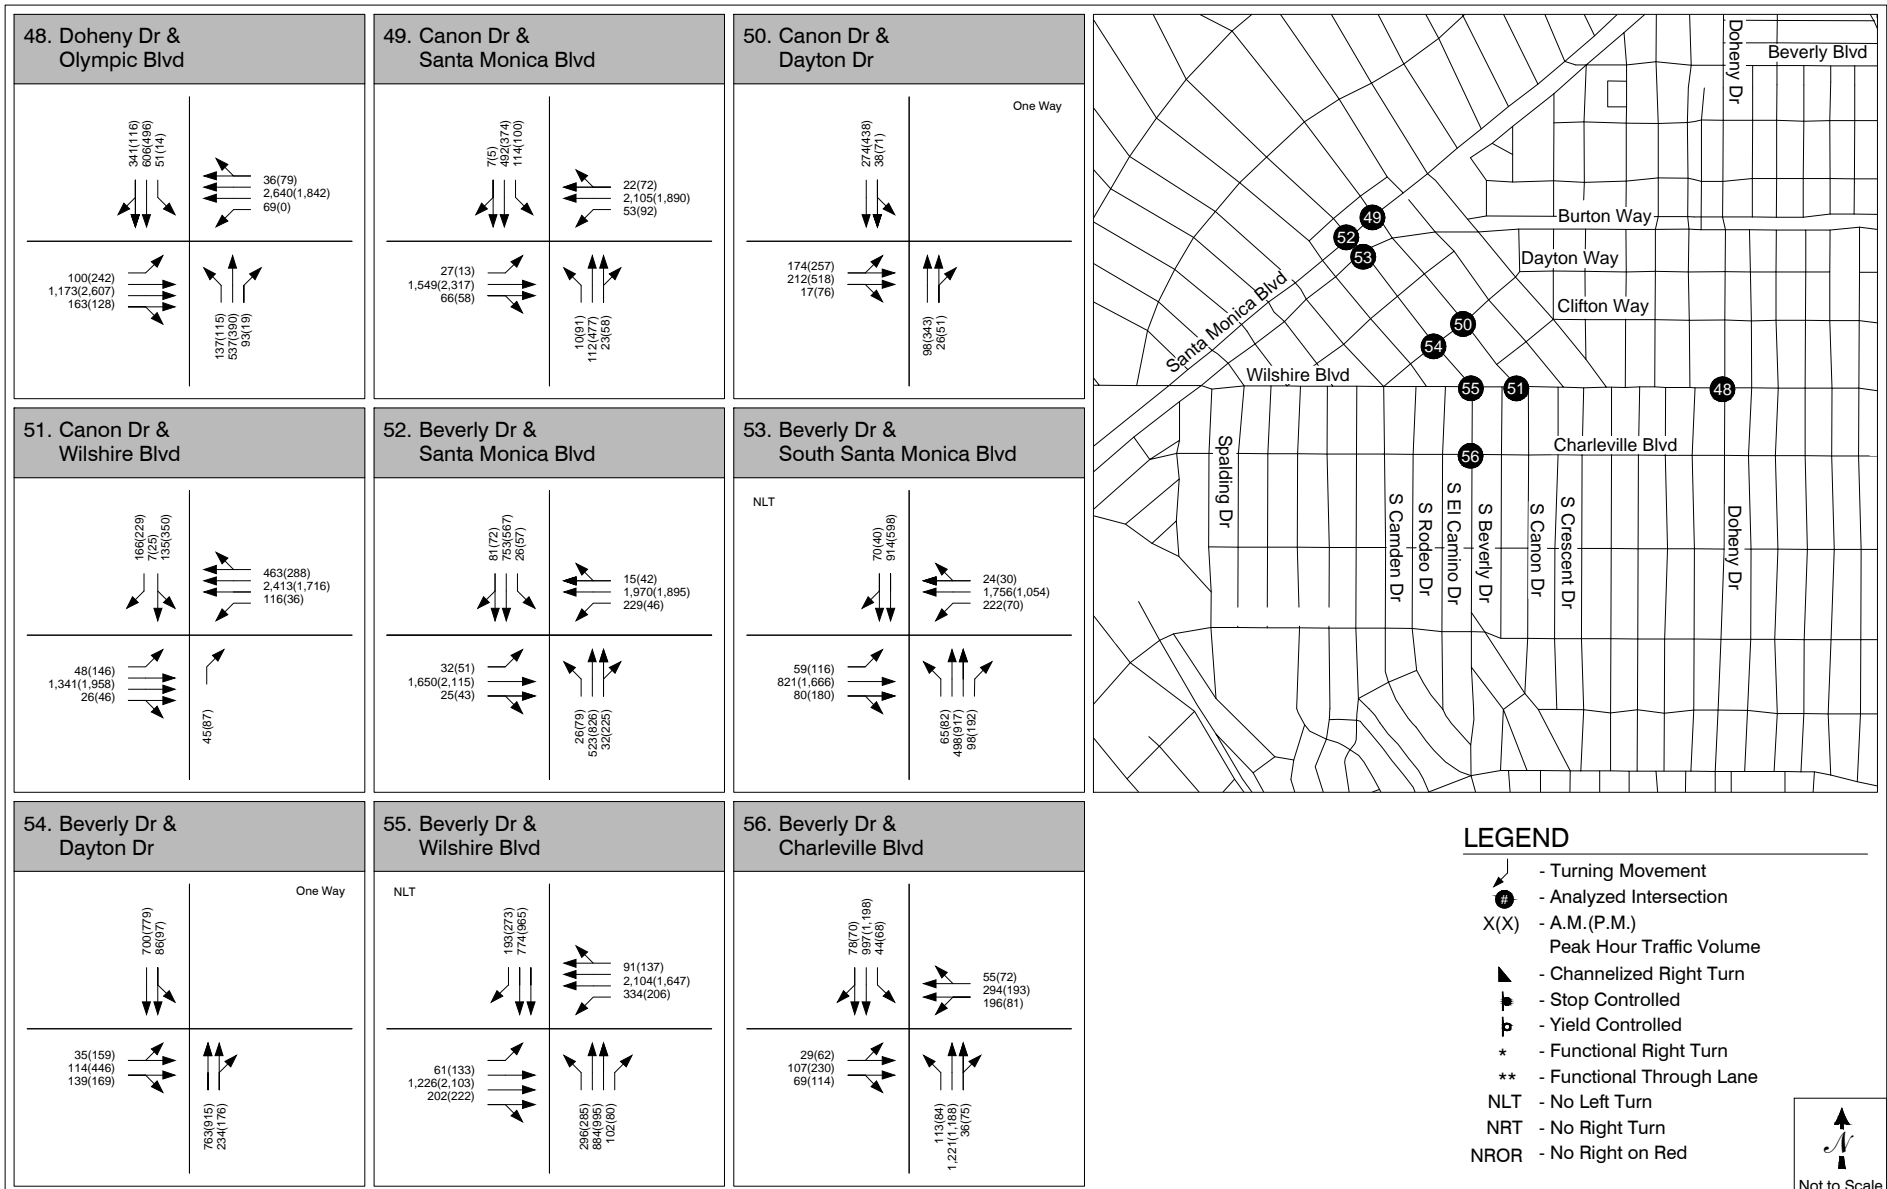 48. Doheny Dr &
Olympic Blvd
341(116)
606(496)
51(14)
36(79)
2,640(1,842)
69(0)
100(242)
1,173(2,607)
163(128)
137(115)
537(390)
93(19)
49. Canon Dr &
Santa Monica Blvd
7(5)
492(374)
114(100)
22(72)
2,105(1,890)
53(92)
27(13)
1,549(2,317)
66(58)
10(91)
112(477)
23(58)
50. Canon Dr &
Dayton Dr
One Way
274(438)
38(71)
174(257)
212(518)
17(76)
98(343)
26(51)
51. Canon Dr &
Wilshire Blvd
166(229)
7(25)
135(350)
463(288)
2,413(1,716)
116(36)
48(146)
1,341(1,958)
26(46)
45(87)
52. Beverly Dr &
Santa Monica Blvd
81(72)
753(567)
26(57)
15(42)
1,970(1,895)
229(46)
32(51)
1,650(2,115)
25(43)
26(79)
523(826)
32(225)
53. Beverly Dr &
South Santa Monica Blvd
NLT
70(40)
914(598)
24(30)
1,756(1,054)
222(70)
59(116)
821(1,666)
80(180)
65(82)
498(917)
98(192)
54. Beverly Dr &
Dayton Dr
One Way
700(779)
86(97)
35(159)
114(446)
139(169)
763(915)
234(176)
55. Beverly Dr &
Wilshire Blvd
NLT
193(273)
774(965)
91(137)
2,104(1,647)
334(206)
61(133)
1,226(2,103)
202(222)
296(285)
884(995)
102(80)
56. Beverly Dr &
Charleville Blvd
78(70)
997(1,198)
44(68)
55(72)
294(193)
196(81)
29(62)
107(230)
69(114)
113(84)
1,221(1,188)
36(75)
Doheny Dr
Beverly Blvd
49
Burton Way
52
53
Dayton Way
Santa Monica Blvd
Clifton Way
50
54
Wilshire Blvd
55
51
48
Charleville Blvd
56
Spalding Dr
S Camden Dr
S Rodeo Dr
S El Camino Dr
S Beverly Dr
S Canon Dr
S Crescent Dr
Doheny Dr
LEGEND
- Turning Movement
# - Analyzed Intersection
X(X) - A.M.(P.M.)
Peak Hour Traffic Volume
- Channelized Right Turn
- Stop Controlled
- Yield Controlled
* - Functional Right Turn
** - Functional Through Lane
NLT - No Left Turn
NRT - No Right Turn
NROR - No Right on Red
N
Not to Scale